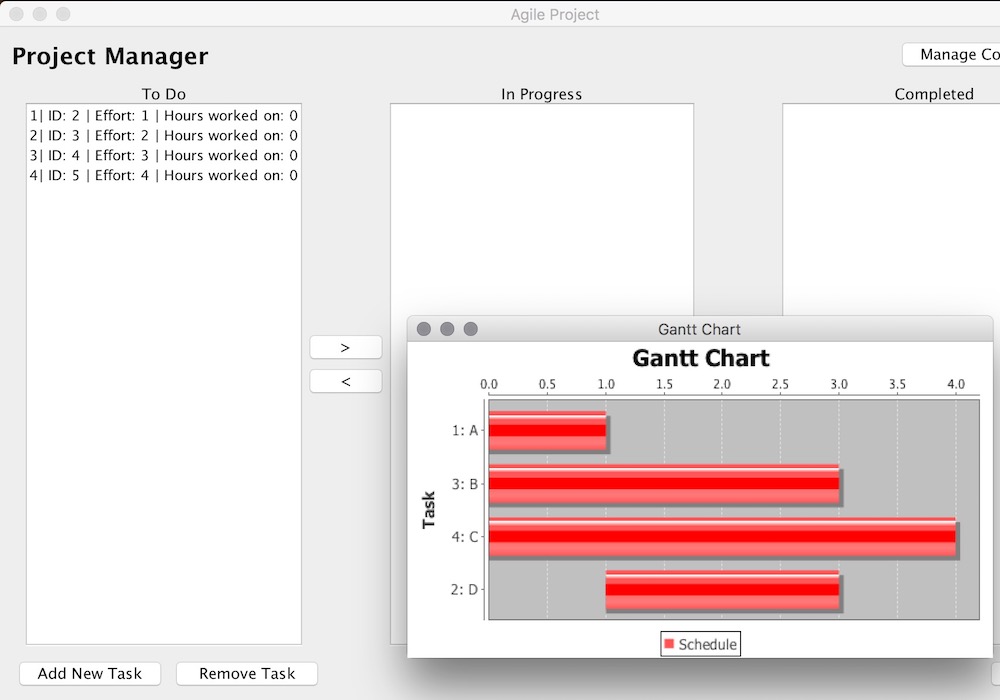 Agile Project
Project Manager
Manage Co
To Do
In Progress
Completed
1| ID: 2 | Effort: 1 | Hours worked on: 0
2| ID: 3 | Effort: 2 | Hours worked on: 0
3| ID: 4 | Effort: 3 | Hours worked on: 0
4| ID: 5 | Effort: 4 | Hours worked on: 0
>
<
Gantt Chart
Gantt Chart
0.0 0.5 1.0 1.5 2.0 2.5 3.0 3.5 4.0
1: A
3: B
4: C
2: D
Task
Schedule
Add New Task
Remove Task